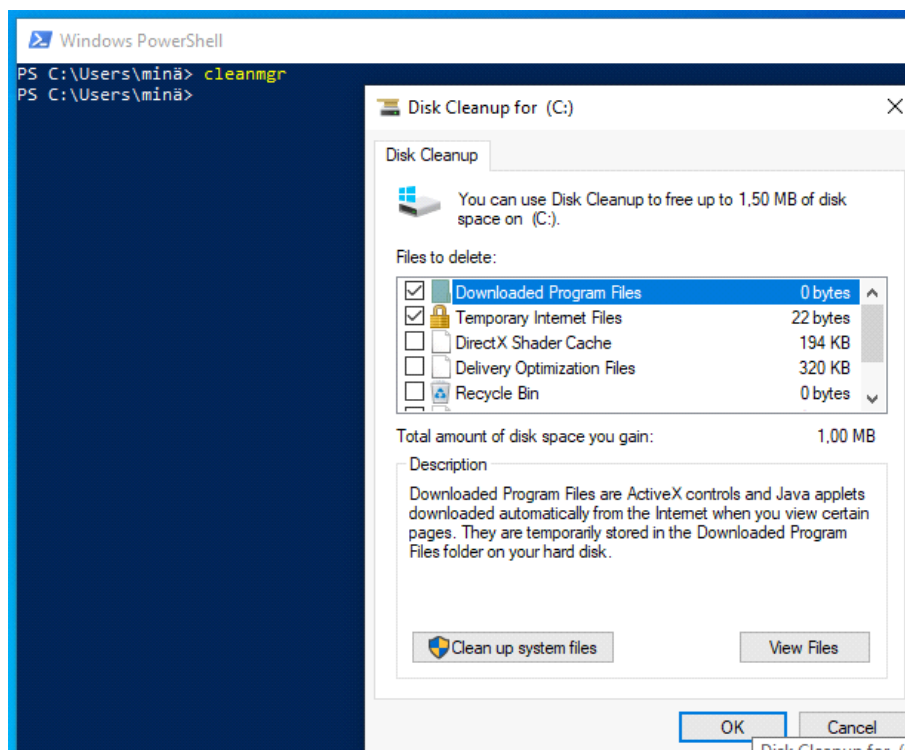 Windows PowerShell
PS C:\Users\minä> cleanmgr
PS C:\Users\minä>
Disk Cleanup for (C:)
Disk Cleanup
You can use Disk Cleanup to free up to 1,50 MB of disk
space on (C:).
Files to delete:
Downloaded Program Files 0 bytes
Temporary Internet Files 22 bytes
DirectX Shader Cache 194 KB
Delivery Optimization Files 320 KB
Recycle Bin 0 bytes
Total amount of disk space you gain: 1,00 MB
Description
Downloaded Program Files are ActiveX controls and Java applets
downloaded automatically from the Internet when you view certain
pages. They are temporarily stored in the Downloaded Program
Files folder on your hard disk.
Clean up system files View Files
OK Cancel
Disk Cleanup for (